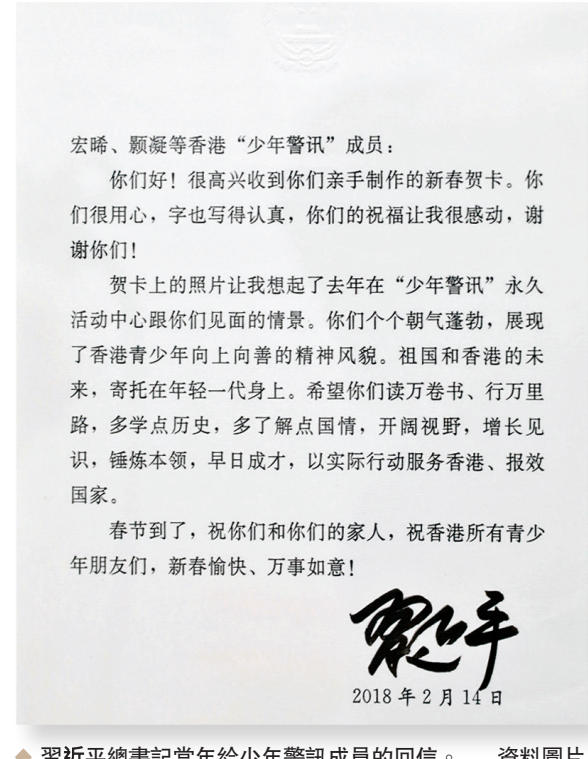 宏晞、颢凝等香港“少年警讯”成员：
你们好！很高兴收到你们亲手制作的新春贺卡。你
们很用心，字也写得认真，你们的祝福让我很感动，谢
谢你们！
贺卡上的照片让我想起了去年在“少年警讯”永久
活动中心跟你们见面的情景。你们个个朝气蓬勃，展现
了香港青少年向上向善的精神风貌。祖国和香港的未
来，寄托在年轻一代身上。希望你们读万卷书、行万里
路，多学点历史，多了解点国情，开阔视野，增长见
识，锤炼本领，早日成才，以实际行动服务香港、报效
国家。
春节到了，祝你们和你们的家人，祝香港所有青少
年朋友们，新春愉快、万事如意！
习近平
2018 年 2 月 14 日
習近平總書記當年給少年警訊成員的回信。 資料圖片